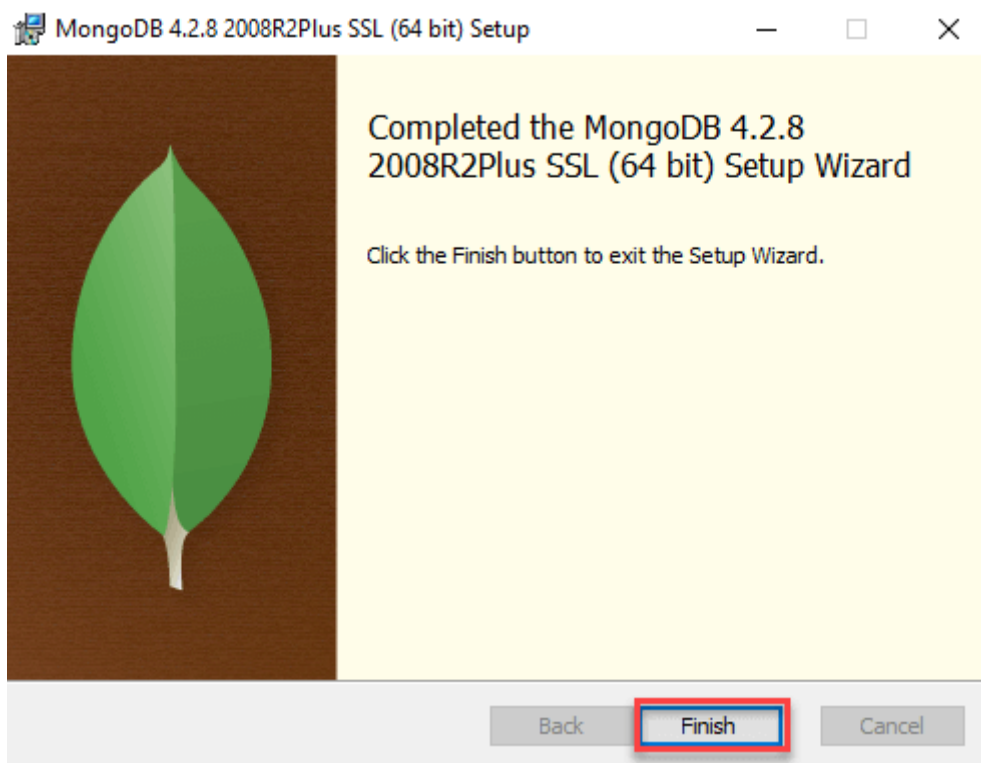 MongoDB 4.2.8 2008R2Plus SSL (64 bit) Setup
Completed the MongoDB 4.2.8
2008R2Plus SSL (64 bit) Setup Wizard
Click the Finish button to exit the Setup Wizard.
Back
Finish
Cancel